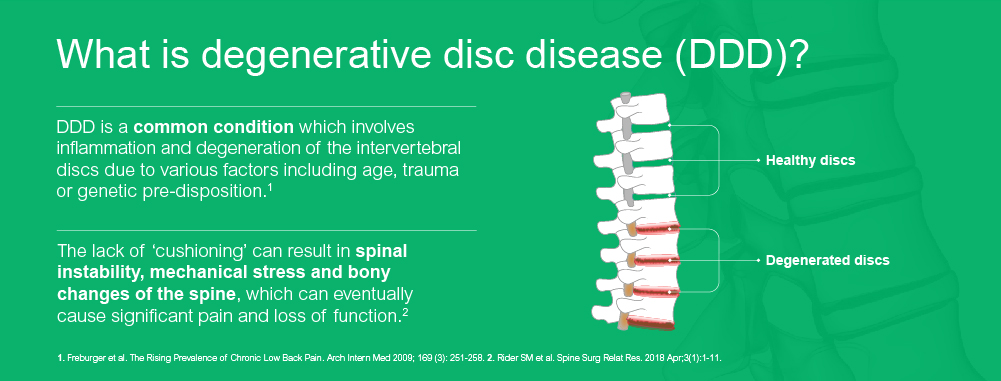 What is degenerative disc disease (DDD)?
DDD is a common condition which involves
inflammation and degeneration of the intervertebral
discs due to various factors including age, trauma
or genetic pre-disposition.1
Healthy discs
The lack of ‘cushioning’ can result in spinal
instability, mechanical stress and bony
changes of the spine, which can eventually
cause significant pain and loss of function.2
Degenerated discs
1. Freburger et al. The Rising Prevalence of Chronic Low Back Pain. Arch Intern Med 2009; 169 (3): 251-258. 2. Rider SM et al. Spine Surg Relat Res. 2018 Apr;3(1):1-11.